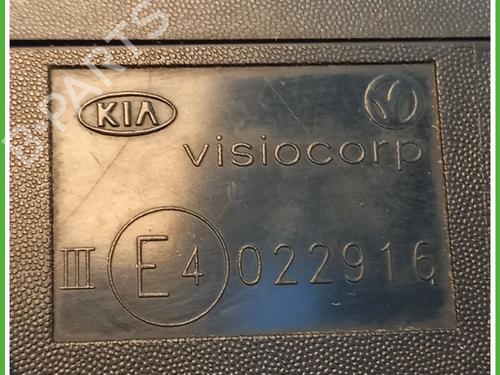 B-PARTS
KIA
visiocorp
III E4 022916